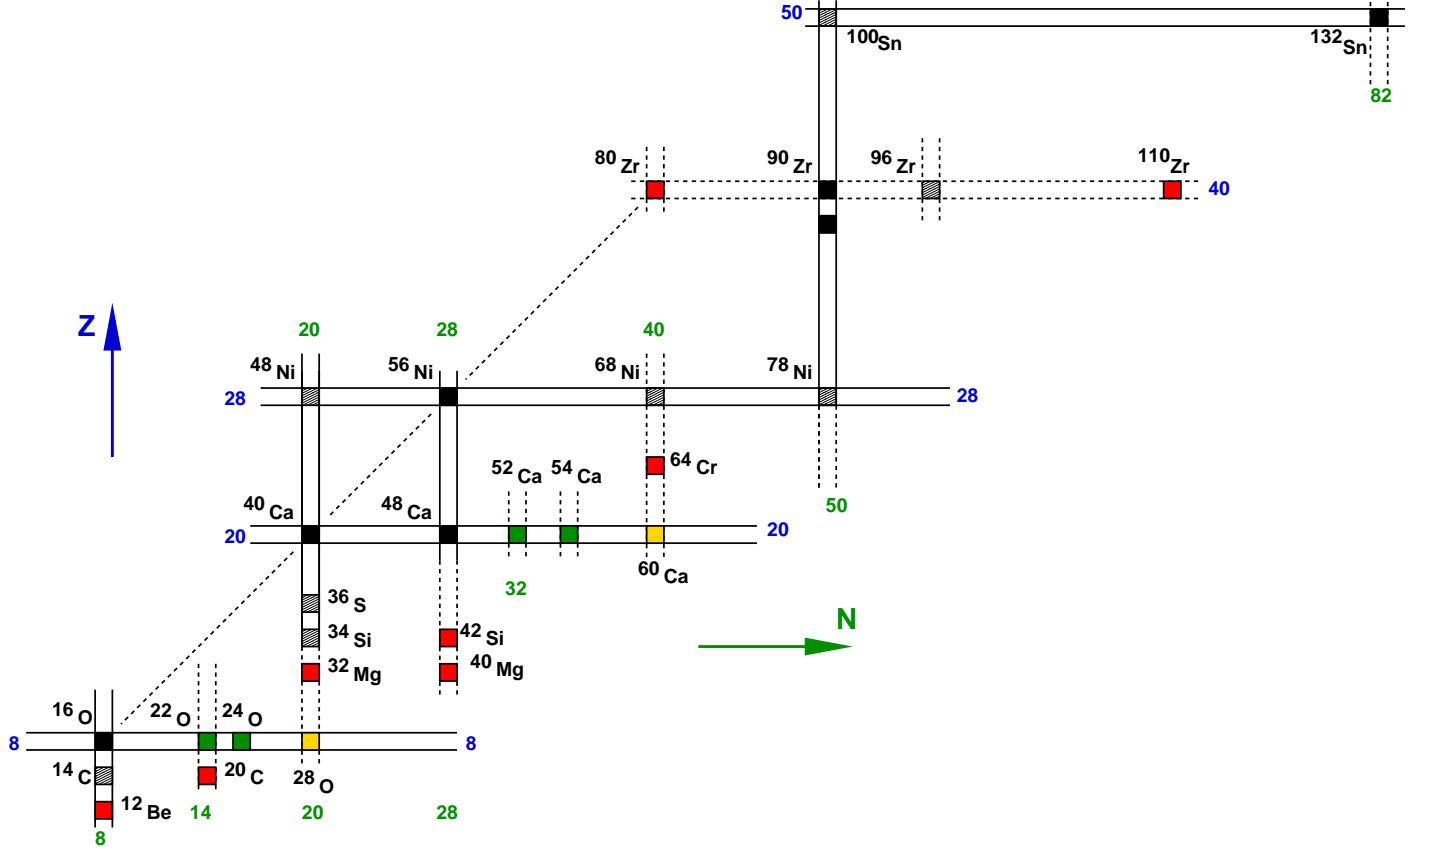 50
100Sn
132Sn
82
80 Zr
90 Zr
96 Zr
110Zr
40
Z
20
28
40
48 Ni
56 Ni
68 Ni
78 Ni
28
28
64 Cr
52 Ca
54 Ca
50
40 Ca
48 Ca
20
20
60 Ca
32
36 S
N
34 Si
42 Si
32 Mg
40 Mg
16 O
22 O
24 O
8
8
14 C
20 C
28 O
12 Be
14
20
28
8